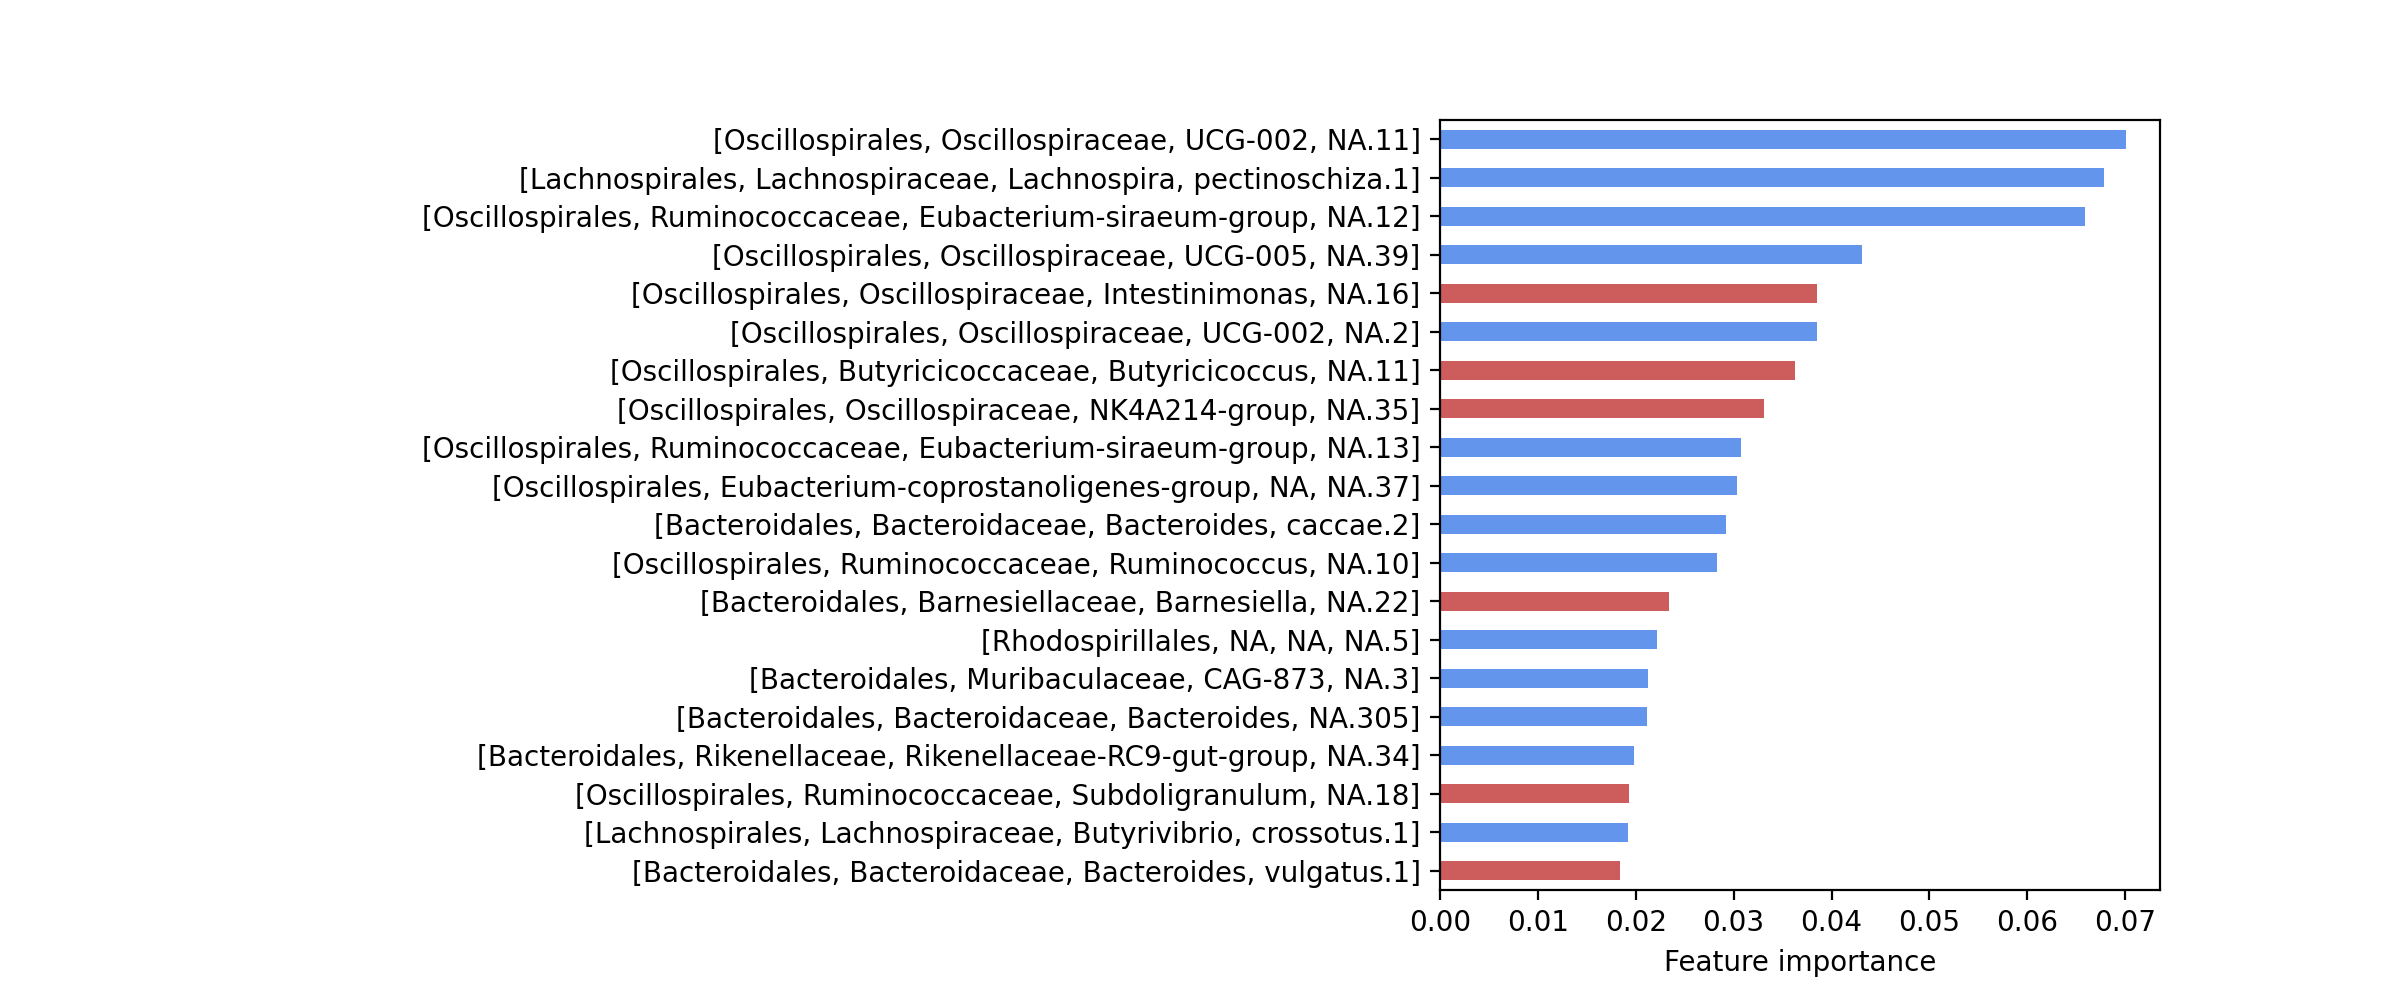 [Oscillospirales, Oscillospiraceae, UCG-002, NA.11]
[Lachnospirales, Lachnospiraceae, Lachnospira, pectinoschiza.1]
[Oscillospirales, Ruminococcaceae, Eubacterium-siraeum-group, NA.12]
[Oscillospirales, Oscillospiraceae, UCG-005, NA.39]
[Oscillospirales, Oscillospiraceae, Intestinimonas, NA.16]
[Oscillospirales, Oscillospiraceae, UCG-002, NA.2]
[Oscillospirales, Butyricicoccaceae, Butyricicoccus, NA.11]
[Oscillospirales, Oscillospiraceae, NK4A214-group, NA.35]
[Oscillospirales, Ruminococcaceae, Eubacterium-siraeum-group, NA.13]
[Oscillospirales, Eubacterium-coprostanoligenes-group, NA, NA.37]
[Bacteroidales, Bacteroidaceae, Bacteroides, caccae.2]
[Oscillospirales, Ruminococcaceae, Ruminococcus, NA.10]
[Bacteroidales, Barnesiellaceae, Barnesiella, NA.22]
[Rhodospirillales, NA, NA, NA.5]
[Bacteroidales, Muribaculaceae, CAG-873, NA.3]
[Bacteroidales, Bacteroidaceae, Bacteroides, NA.305]
[Bacteroidales, Rikenellaceae, Rikenellaceae-RC9-gut-group, NA.34]
[Oscillospirales, Ruminococcaceae, Subdoligranulum, NA.18]
[Lachnospirales, Lachnospiraceae, Butyrivibrio, crossotus.1]
[Bacteroidales, Bacteroidaceae, Bacteroides, vulgatus.1]
0.00 0.01 0.02 0.03 0.04 0.05 0.06 0.07
Feature importance